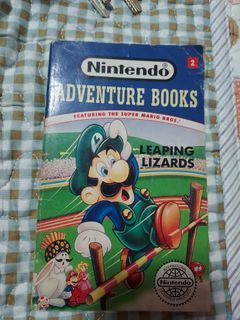 Nintendo
2
ADVENTURE BOOKS
FEATURING THE SUPER MARIO BROS.
LEAPING
LIZARDS
Nintendo